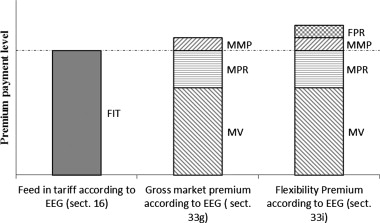 Premium payment level
FPR
MMP
MMP
MPR
MPR
FIT
MV
MV
Feed in tariff according to
EEG (sect. 16)
Gross market premium
according to EEG ( sect.
33g)
Flexibility Premium
according to EEG (sect.
33i)